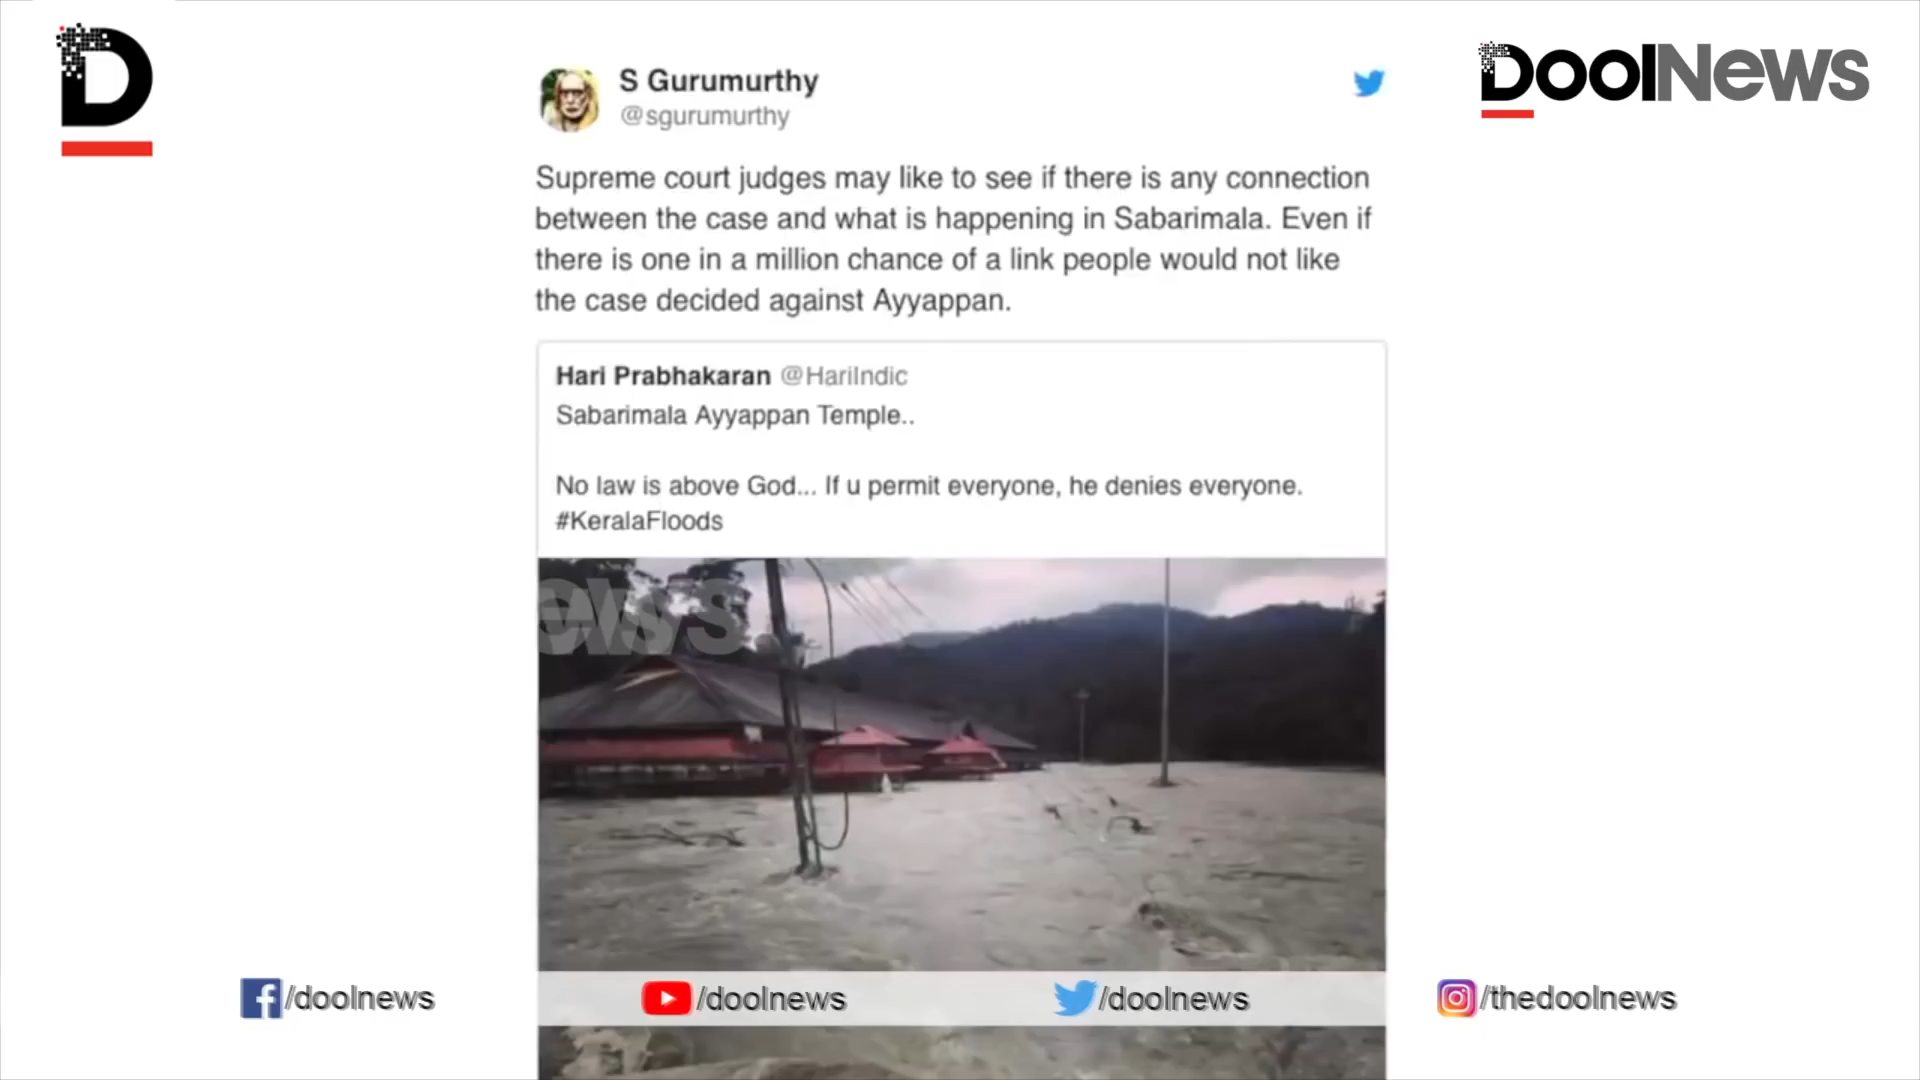 D
DoolNews
S Gurumurthy
@sgurumurthy
Supreme court judges may like to see if there is any connection
between the case and what is happening in Sabarimala. Even if
there is one in a million chance of a link people would not like
the case decided against Ayyappan.
Hari Prabhakaran @HariIndic
Sabarimala Ayyappan Temple..
No law is above God... If u permit everyone, he denies everyone.
#KeralaFloods
ews
/doolnews
/doolnews
/doolnews
/thedoolnews